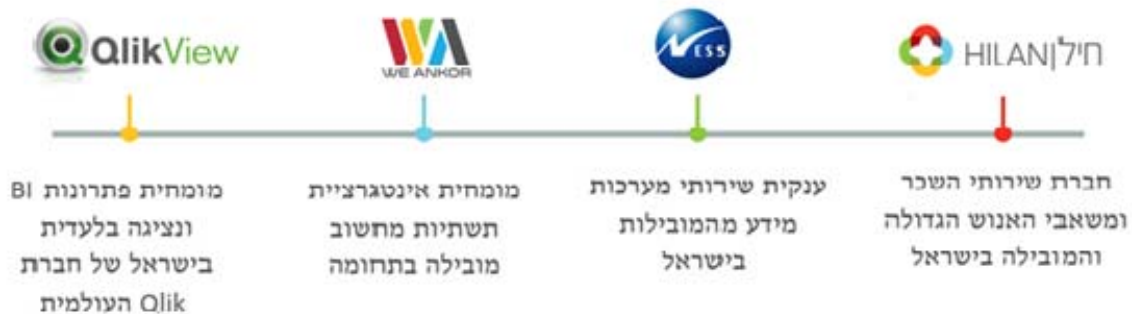 חילן|HILAN
NESS
WE ANKOR
QlikView
חברת שירותי השכר
ומשאבי האנוש הגדולה
והמובילה בישראל
ענקית שירותי מערכות
מידע מהמובילות
בישראל
מומחית אינטגרציית
תשתיות מחשוב
מובילה בתחומה
מומחית פתרונות BI
ונציגה בלעדית
בישראל של חברת
Qlik העולמית